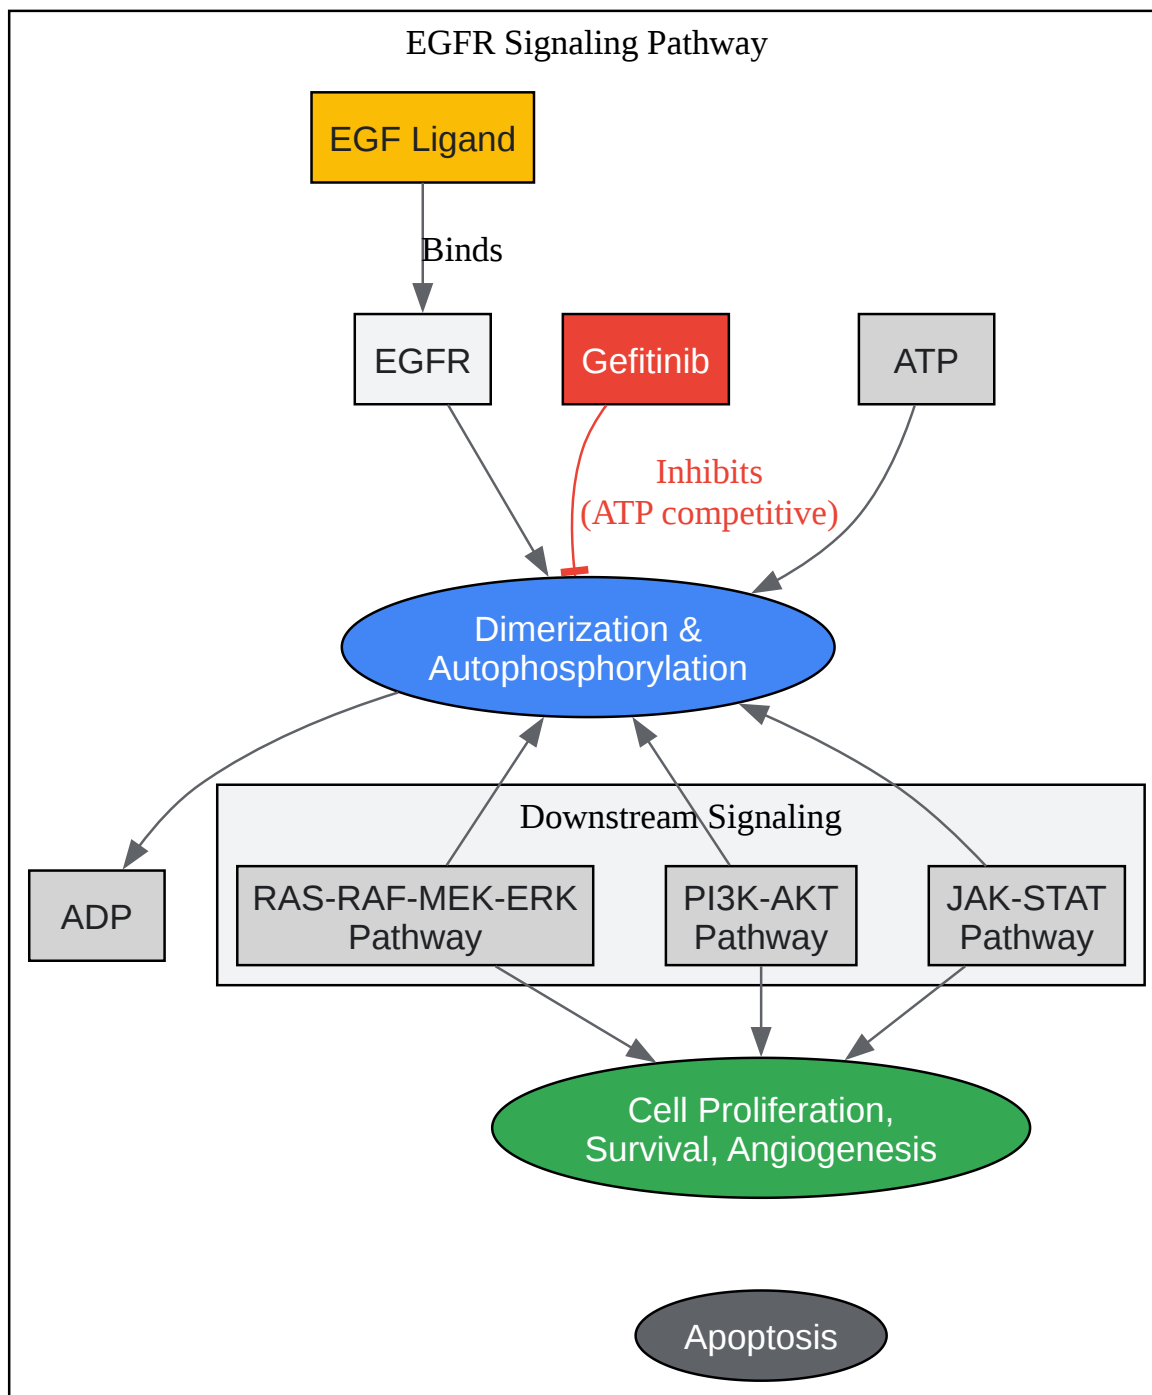 EGFR Signaling Pathway
EGF Ligand
Binds
EGFR
Gefitinib
ATP
Inhibits
(ATP competitive)
Dimerization &
Autophosphorylation
Downstream Signaling
ADP
RAS-RAF-MEK-ERK
Pathway
PI3K-AKT
Pathway
JAK-STAT
Pathway
Cell Proliferation,
Survival, Angiogenesis
Apoptosis